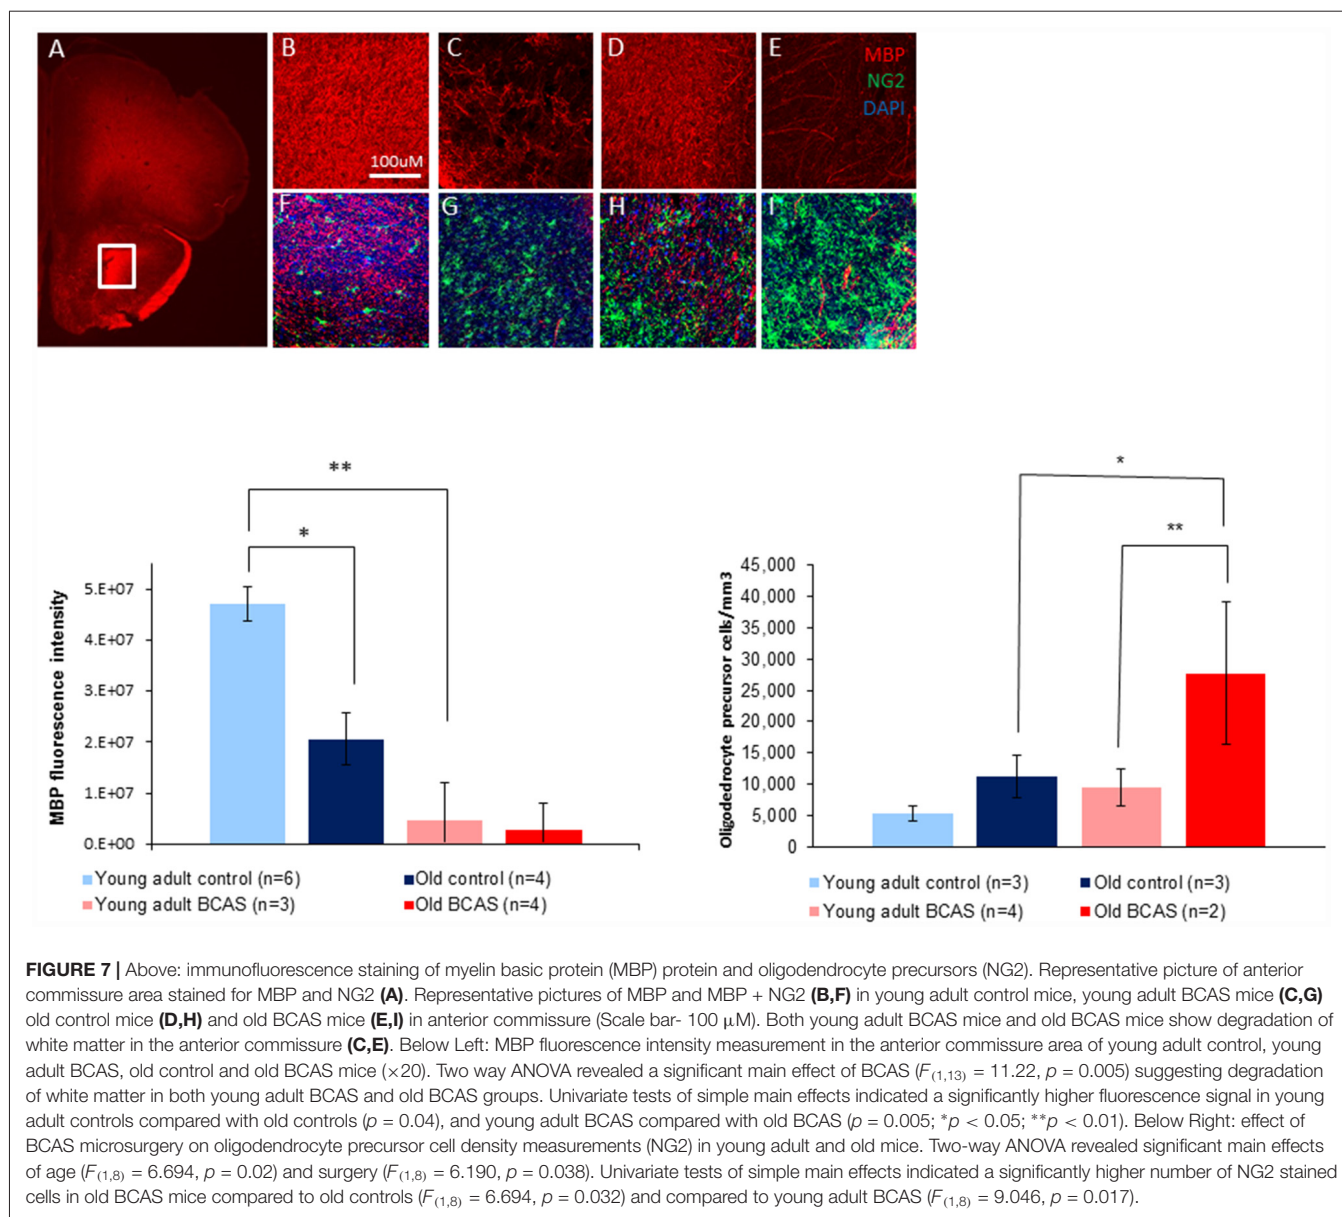 A
B
C
D
E
MBP
NG2
DAPI
100uM
F
G
H
I
**
*
5.E+07
4.E+07
3.E+07
2.E+07
1.E+07
0.E+00
MBP fluorescence intensity
Young adult control (n=6)
Old control (n=4)
Young adult BCAS (n=3)
Old BCAS (n=4)
*
**
45,000
40,000
35,000
30,000
25,000
20,000
15,000
10,000
5,000
0
Oligodedrocyte precursor cells/mm3
Young adult control (n=3)
Old control (n=3)
Young adult BCAS (n=4)
Old BCAS (n=2)
FIGURE 7 | Above: immunofluorescence staining of myelin basic protein (MBP) protein and oligodendrocyte precursors (NG2). Representative picture of anterior
commissure area stained for MBP and NG2 (A). Representative pictures of MBP and MBP + NG2 (B,F) in young adult control mice, young adult BCAS mice (C,G)
old control mice (D,H) and old BCAS mice (E,I) in anterior commissure (Scale bar- 100 μM). Both young adult BCAS mice and old BCAS mice show degradation of
white matter in the anterior commissure (C,E). Below Left: MBP fluorescence intensity measurement in the anterior commissure area of young adult control, young
adult BCAS, old control and old BCAS mice (×20). Two way ANOVA revealed a significant main effect of BCAS (F(1,13) = 11.22, p = 0.005) suggesting degradation
of white matter in both young adult BCAS and old BCAS groups. Univariate tests of simple main effects indicated a significantly higher fluorescence signal in young
adult controls compared with old controls (p = 0.04), and young adult BCAS compared with old BCAS (p = 0.005; *p < 0.05; **p < 0.01). Below Right: effect of
BCAS microsurgery on oligodendrocyte precursor cell density measurements (NG2) in young adult and old mice. Two-way ANOVA revealed significant main effects
of age (F(1,8) = 6.694, p = 0.02) and surgery (F(1,8) = 6.190, p = 0.038). Univariate tests of simple main effects indicated a significantly higher number of NG2 stained
cells in old BCAS mice compared to old controls (F(1,8) = 6.694, p = 0.032) and compared to young adult BCAS (F(1,8) = 9.046, p = 0.017).